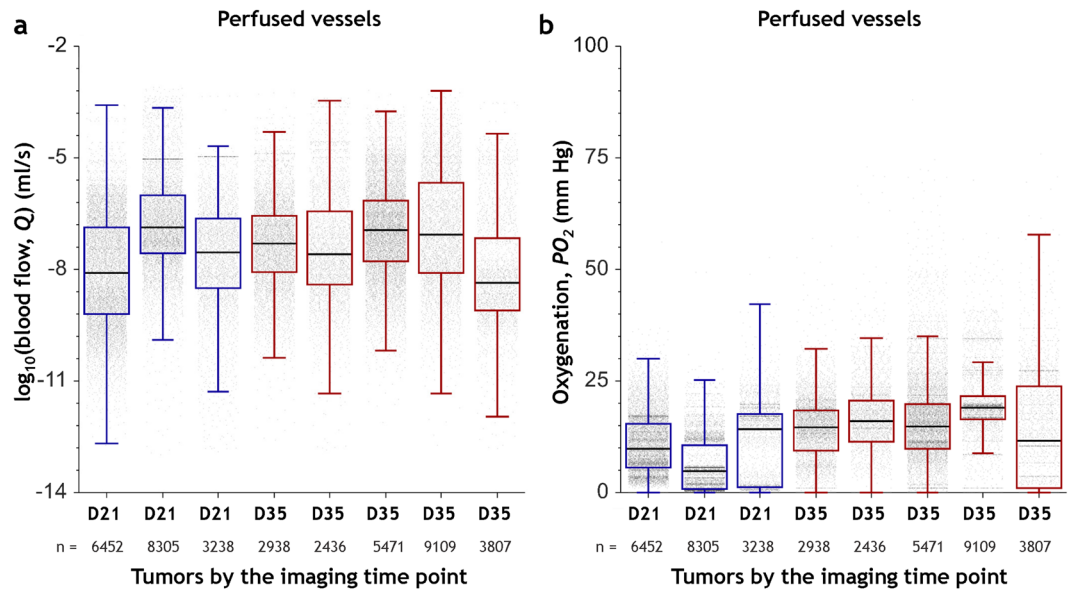 a
Perfused vessels
log10(blood flow, Q) (ml/s)
-2
-5
-8
-11
-14
D21 D21 D21 D35 D35 D35 D35 D35
n = 6452 8305 3238 2938 2436 5471 9109 3807
Tumors by the imaging time point
b
Perfused vessels
Oxygenation, PO2 (mm Hg)
100
75
50
25
0
D21 D21 D21 D35 D35 D35 D35 D35
n = 6452 8305 3238 2938 2436 5471 9109 3807
Tumors by the imaging time point